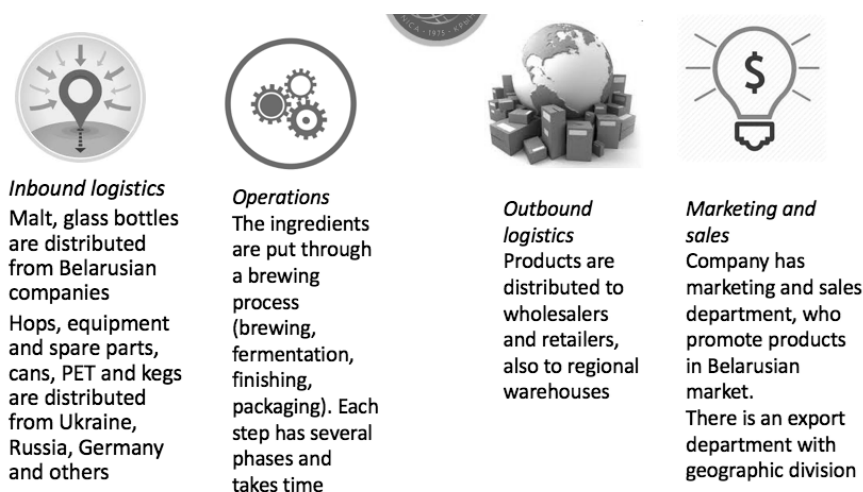 NICA · 1975 · КРИН
Inbound logistics
Malt, glass bottles
are distributed
from Belarusian
companies
Hops, equipment
and spare parts,
cans, PET and kegs
are distributed
from Ukraine,
Russia, Germany
and others
Operations
The ingredients
are put through
a brewing
process
(brewing,
fermentation,
finishing,
packaging). Each
step has several
phases and
takes time
$
Outbound
logistics
Products are
distributed to
wholesalers
and retailers,
also to regional
warehouses
Marketing and
sales
Company has
marketing and sales
department, who
promote products
in Belarusian
market.
There is an export
department with
geographic division